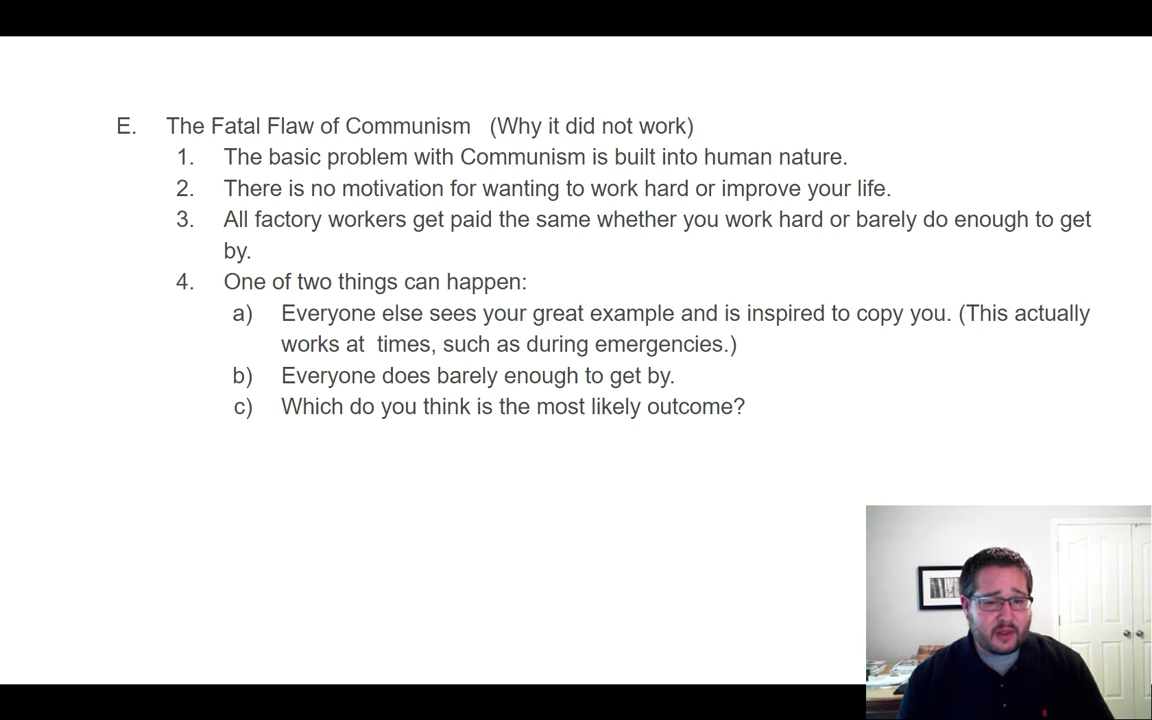 E. The Fatal Flaw of Communism (Why it did not work)
1. The basic problem with Communism is built into human nature.
2. There is no motivation for wanting to work hard or improve your life.
3. All factory workers get paid the same whether you work hard or barely do enough to get
by.
4. One of two things can happen:
a) Everyone else sees your great example and is inspired to copy you. (This actually
works at times, such as during emergencies.)
b) Everyone does barely enough to get by.
c) Which do you think is the most likely outcome?